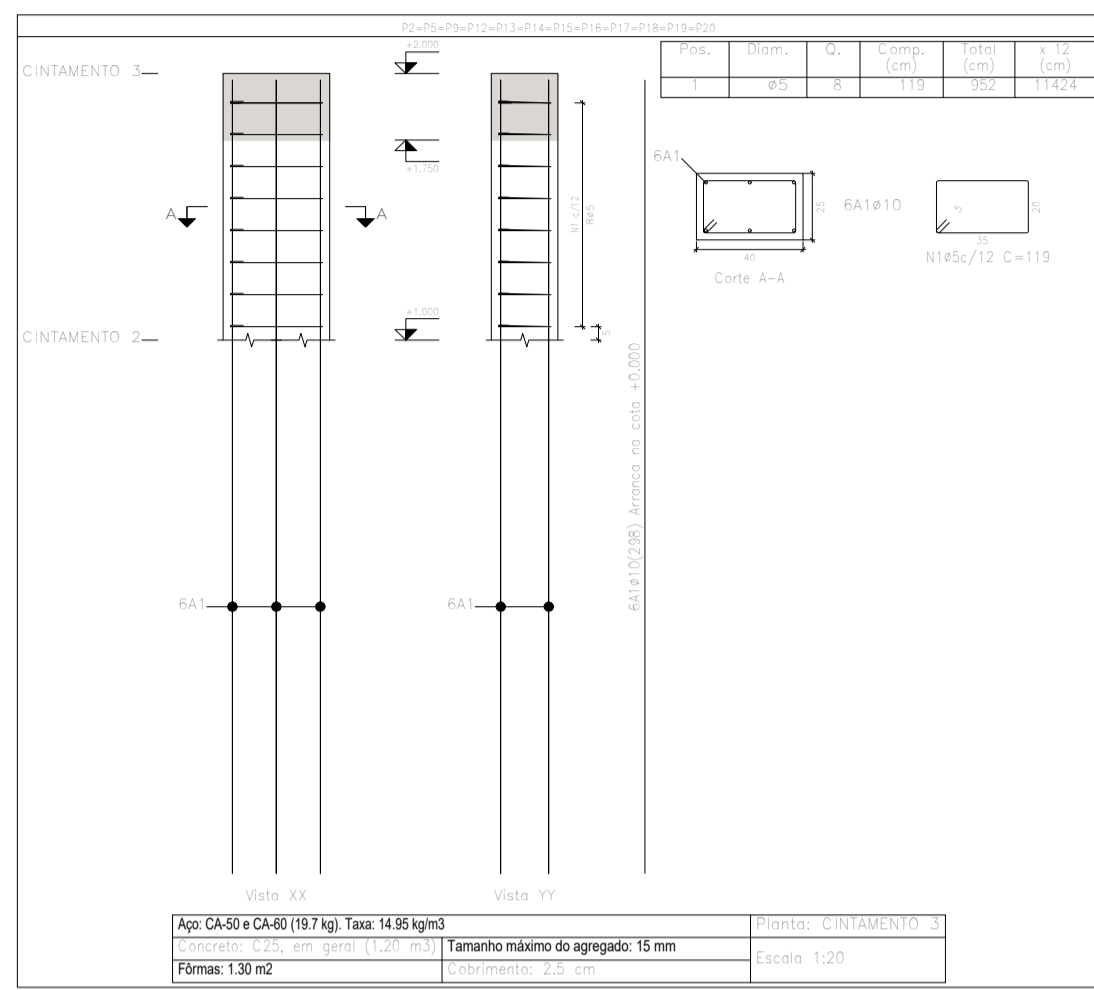 P2=P5=P9=P12=P13=P14=P15=P16=P17=P18=P19=P20
CINTAMENTO 3
+2.000
+1.750
A
A
+1.000
CINTAMENTO 2
N1 c/12
8ø5
5
Pos. Diam. Q. Comp. (cm) Total (cm) x 12 (cm)
1 ø5 8 119 952 11424
6A1
25
40
Corte A-A
6A1ø10
5
20
35
N1ø5c/12 C=119
6A1ø10(298) Arranca na cota +0.000
6A1
6A1
Vista XX
Vista YY
Aço: CA-50 e CA-60 (19.7 kg). Taxa: 14.95 kg/m3
Planta: CINTAMENTO 3
Concreto: C25, em geral (1.20 m3)
Tamanho máximo do agregado: 15 mm
Escala 1:20
Fôrmas: 1.30 m2
Cobrimento: 2.5 cm